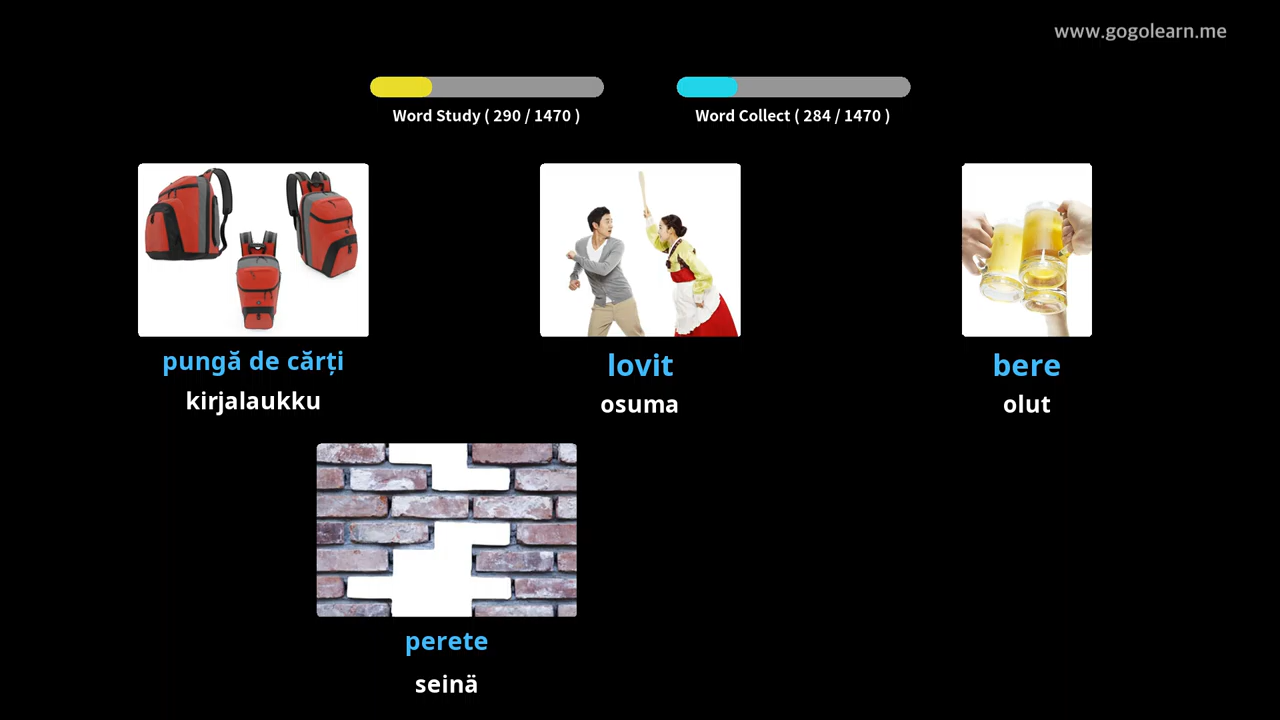 www.gogolearn.me
Word Study ( 290 / 1470 )
Word Collect ( 284 / 1470 )
pungă de cărți
kirjalaukku
lovit
osuma
bere
olut
perete
seinä